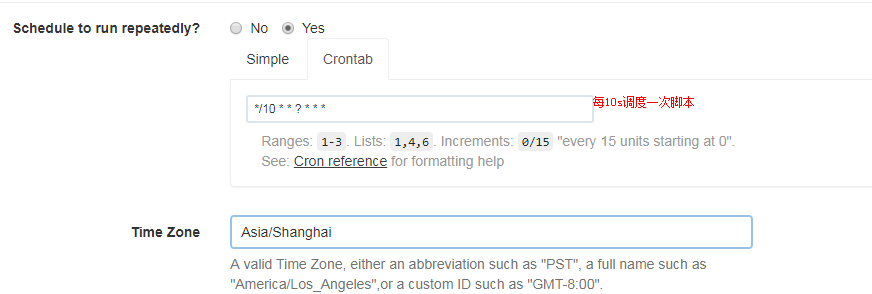 Schedule to run repeatedly? No Yes
Simple Crontab
*/10 * * ? * * * 每10s调度一次脚本
Ranges: 1-3. Lists: 1,4,6. Increments: 0/15 "every 15 units starting at 0".
See: Cron reference for formatting help
Time Zone Asia/Shanghai
A valid Time Zone, either an abbreviation such as "PST", a full name such as
"America/Los_Angeles",or a custom ID such as "GMT-8:00".